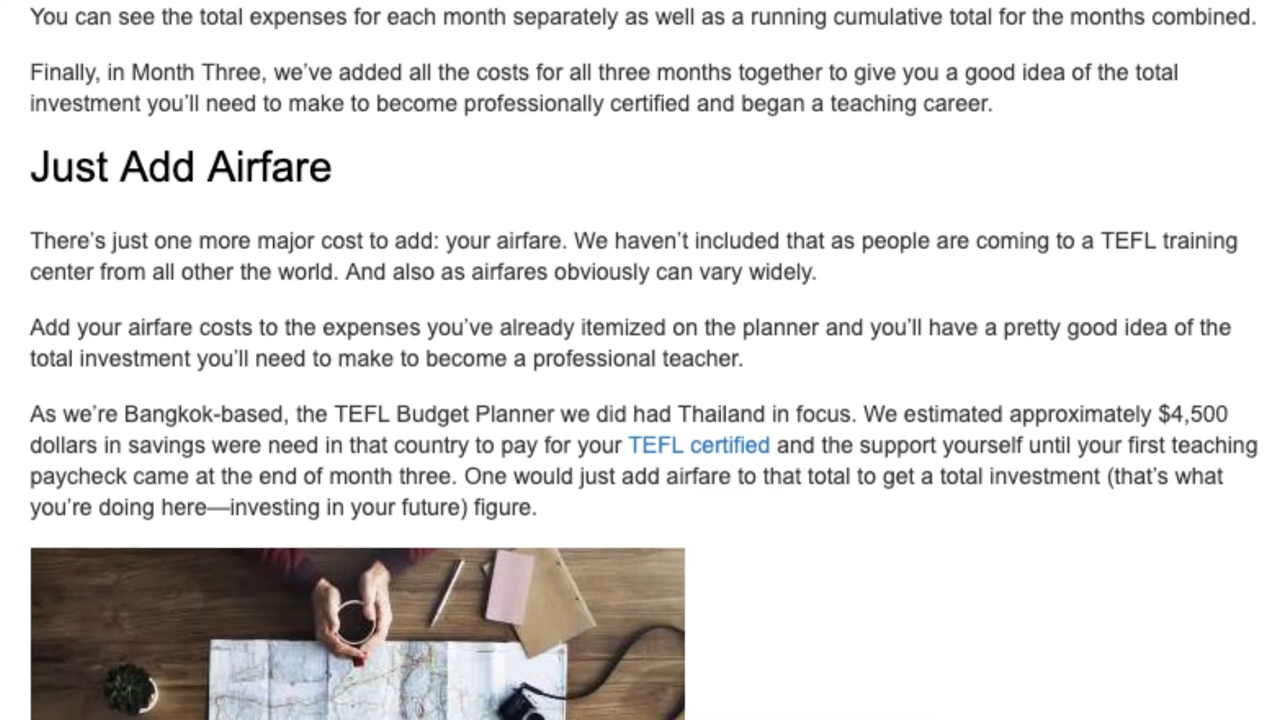 You can see the total expenses for each month separately as well as a running cumulative total for the months combined.
Finally, in Month Three, we’ve added all the costs for all three months together to give you a good idea of the total
investment you’ll need to make to become professionally certified and began a teaching career.
Just Add Airfare
There’s just one more major cost to add: your airfare. We haven’t included that as people are coming to a TEFL training
center from all other the world. And also as airfares obviously can vary widely.
Add your airfare costs to the expenses you’ve already itemized on the planner and you’ll have a pretty good idea of the
total investment you’ll need to make to become a professional teacher.
As we’re Bangkok-based, the TEFL Budget Planner we did had Thailand in focus. We estimated approximately $4,500
dollars in savings were need in that country to pay for your TEFL certified and the support yourself until your first teaching
paycheck came at the end of month three. One would just add airfare to that total to get a total investment (that’s what
you’re doing here—investing in your future) figure.